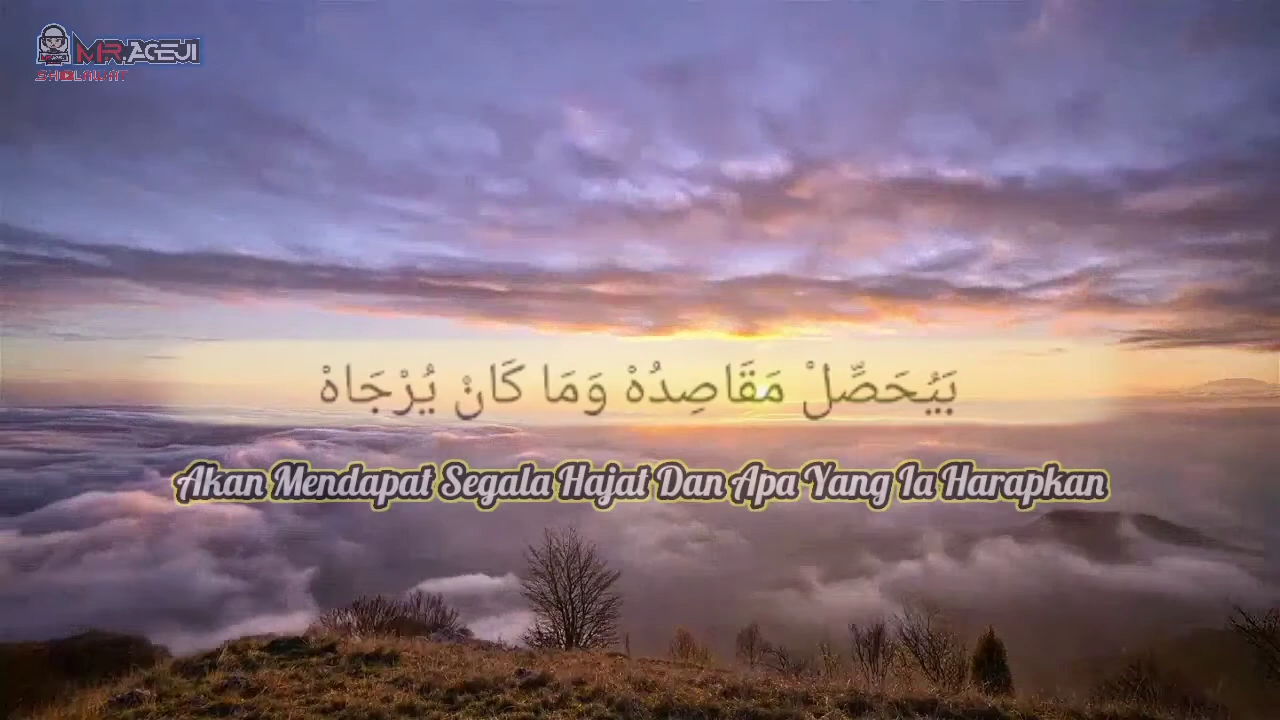 MR.AGEJI
SHOLAWAT
يَيُحَصِّلْ مَقَاصِدُهْ وَمَا كَانْ يُرْجَاهْ
Akan Mendapat Segala Hajat Dan Apa Yang Ia Harapkan